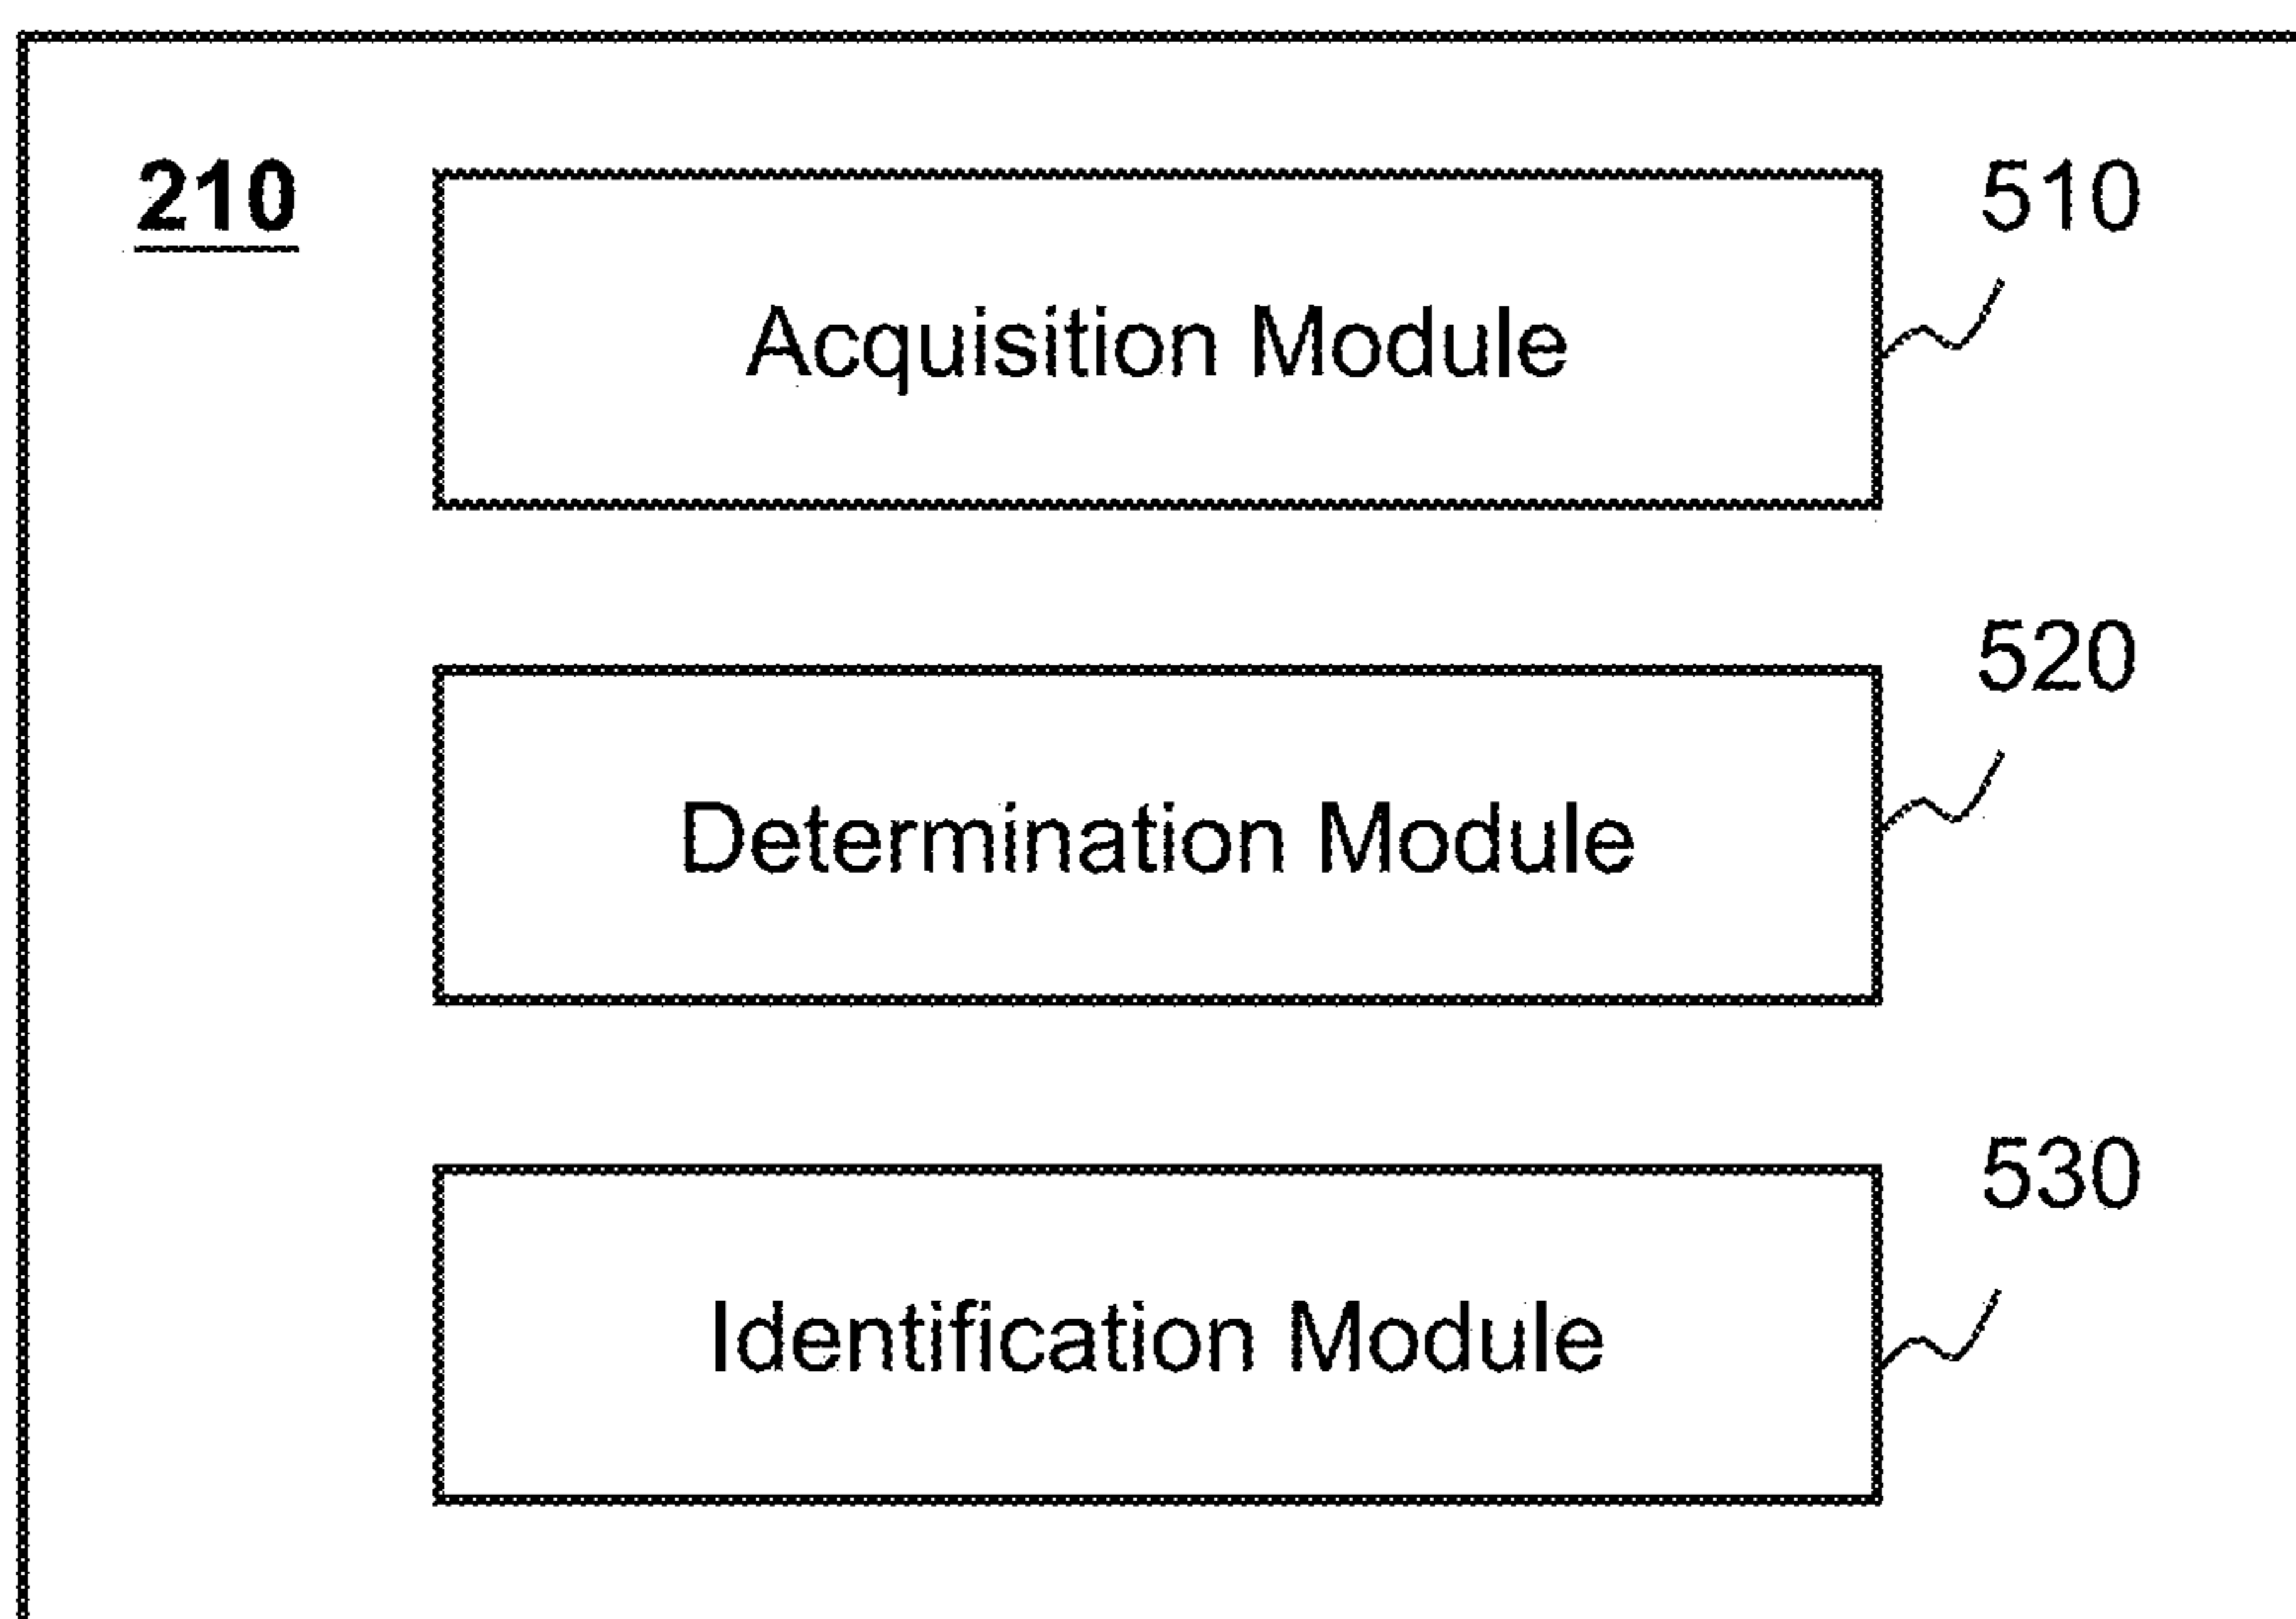 210
510
Acquisition Module
520
Determination Module
530
Identification Module